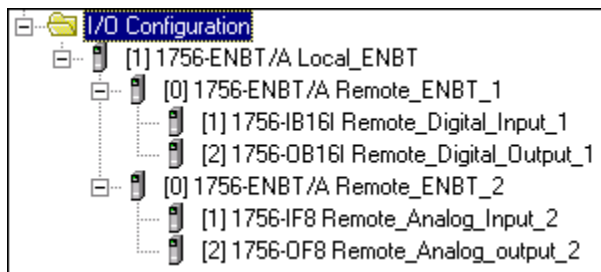 I/O Configuration
[1] 1756-ENBT/A Local_ENBT
[0] 1756-ENBT/A Remote_ENBT_1
[1] 1756-IB16I Remote_Digital_Input_1
[2] 1756-OB16I Remote_Digital_Output_1
[0] 1756-ENBT/A Remote_ENBT_2
[1] 1756-IF8 Remote_Analog_Input_2
[2] 1756-OF8 Remote_Analog_output_2